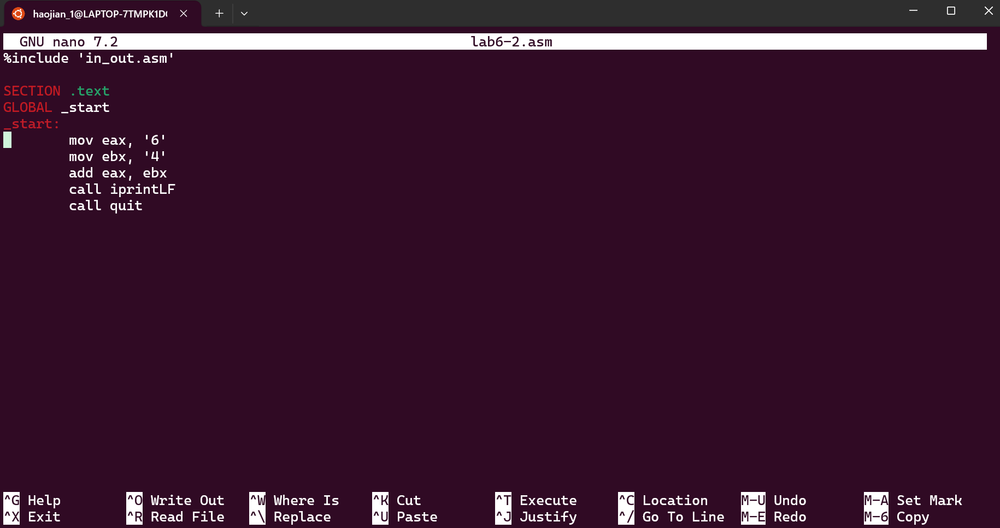 haojian_1@LAPTOP-7TMPK1D
GNU nano 7.2 lab6-2.asm
%include 'in_out.asm'
SECTION .text
GLOBAL _start
_start:
mov eax, '6'
mov ebx, '4'
add eax, ebx
call iprintLF
call quit
^G Help ^O Write Out ^W Where Is ^K Cut ^T Execute ^C Location M-U Undo M-A Set Mark
^X Exit ^R Read File ^\ Replace ^U Paste ^J Justify ^/ Go To Line M-E Redo M-6 Copy